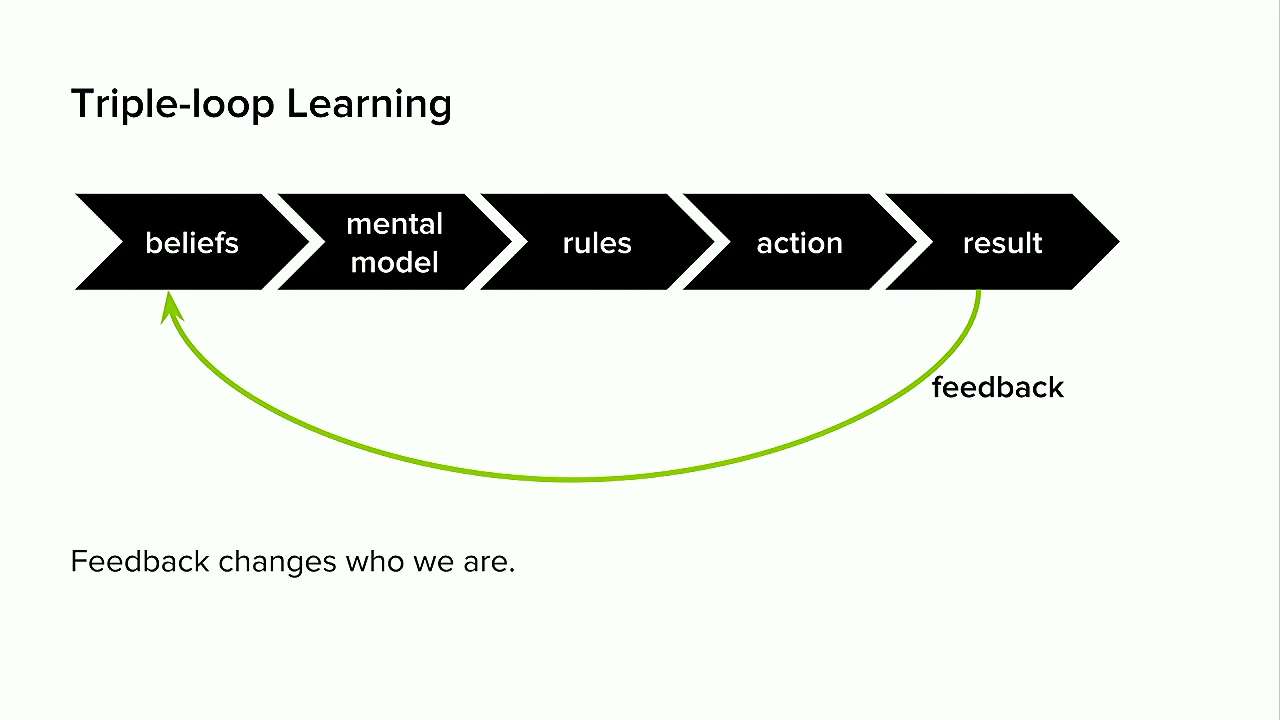 Triple-loop Learning
beliefs
mental
model
rules
action
result
feedback
Feedback changes who we are.